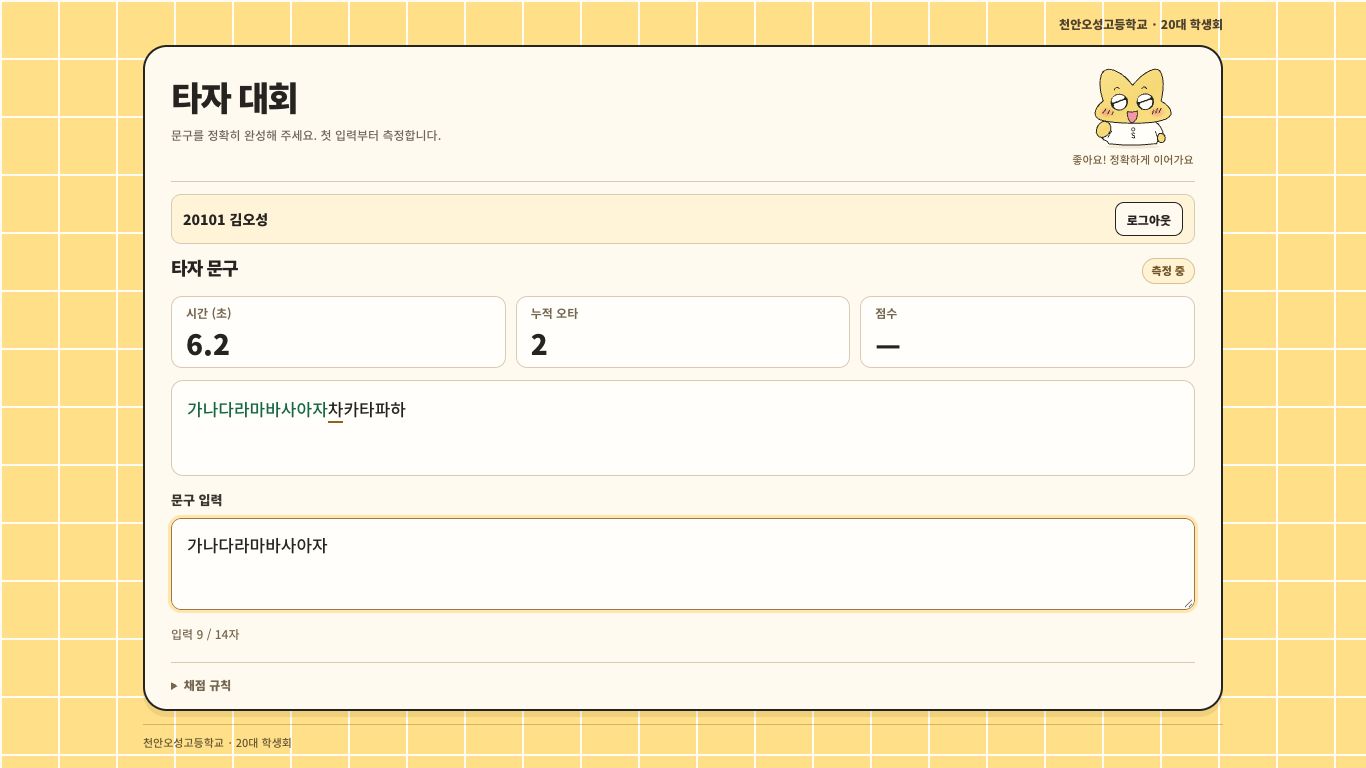 천안오성고등학교 · 20대 학생회
타자 대회
문구를 정확히 완성해 주세요. 첫 입력부터 측정합니다.
좋아요! 정확하게 이어가요
20101 김오성
로그아웃
타자 문구
측정 중
시간 (초)
6.2
누적 오타
2
점수
—
가나다라마바사아자차카타파하
문구 입력
가나다라마바사아자
입력 9 / 14자
채점 규칙
천안오성고등학교 · 20대 학생회